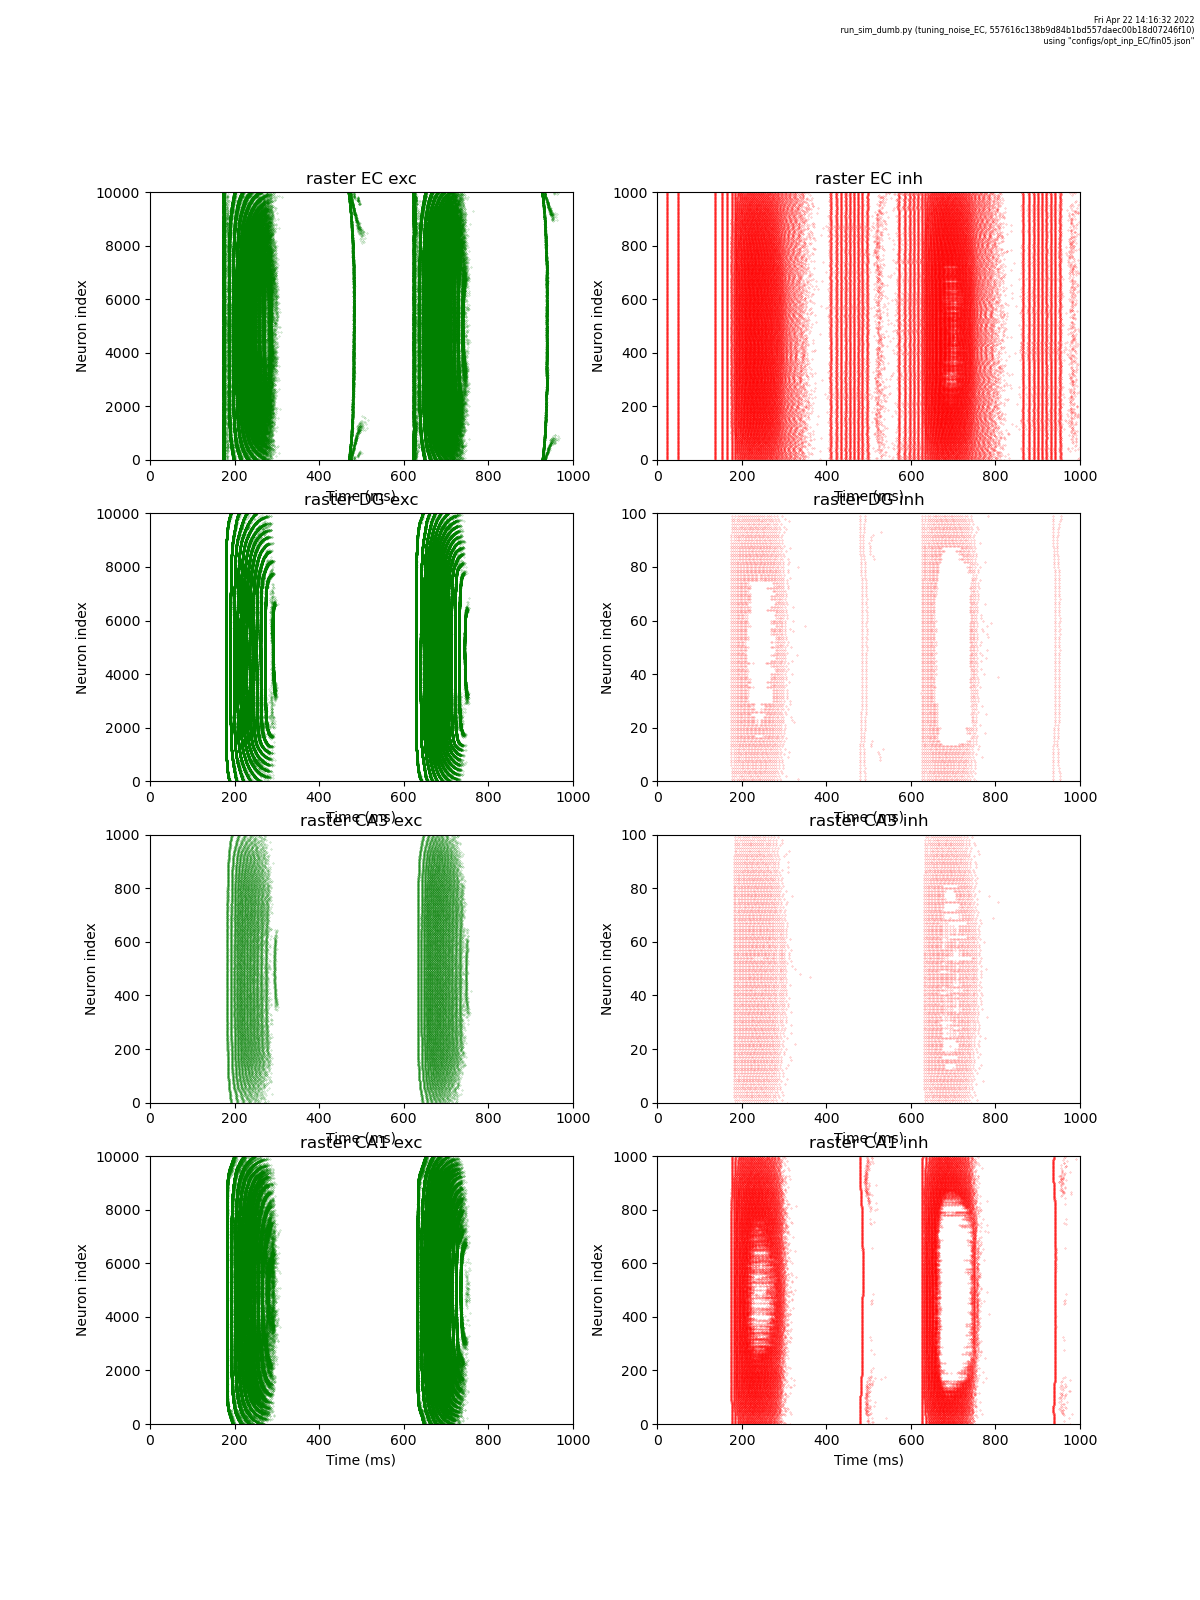 Fri Apr 22 14:16:32 2022
run_sim_dumb.py (tuning_noise_EC, 557616c138b9d84b1bd557daec00b18d07246f10)
using "configs/opt_inp_EC/fin05.json"
raster EC exc
raster EC inh
10000
8000
6000
4000
2000
0
Neuron index
0 200 400 600 800 1000
Time (ms)
1000
800
600
400
200
0
Neuron index
0 200 400 600 800 1000
Time (ms)
raster DG exc
raster DG inh
10000
8000
6000
4000
2000
0
Neuron index
0 200 400 600 800 1000
Time (ms)
100
80
60
40
20
0
Neuron index
0 200 400 600 800 1000
Time (ms)
raster CA3 exc
raster CA3 inh
1000
800
600
400
200
0
Neuron index
0 200 400 600 800 1000
Time (ms)
100
80
60
40
20
0
Neuron index
0 200 400 600 800 1000
Time (ms)
raster CA1 exc
raster CA1 inh
10000
8000
6000
4000
2000
0
Neuron index
0 200 400 600 800 1000
Time (ms)
1000
800
600
400
200
0
Neuron index
0 200 400 600 800 1000
Time (ms)